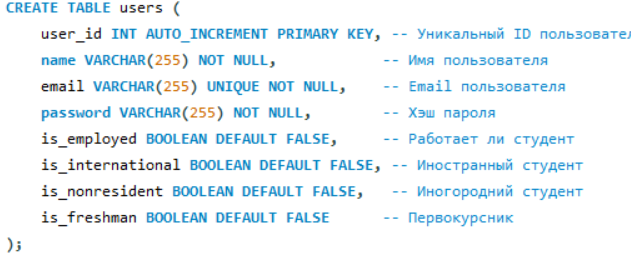 CREATE TABLE users (
user_id INT AUTO_INCREMENT PRIMARY KEY, -- Уникальный ID
name VARCHAR(255) NOT NULL, -- Имя пользователя
email VARCHAR(255) UNIQUE NOT NULL, -- Email пользователя
password VARCHAR(255) NOT NULL, -- Хэш пароля
is_employed BOOLEAN DEFAULT FALSE, -- Работает ли студент
is_international BOOLEAN DEFAULT FALSE, -- Иностранный студент
is_nonresident BOOLEAN DEFAULT FALSE, -- Иногородний студент
is_freshman BOOLEAN DEFAULT FALSE -- Первокурсник
);